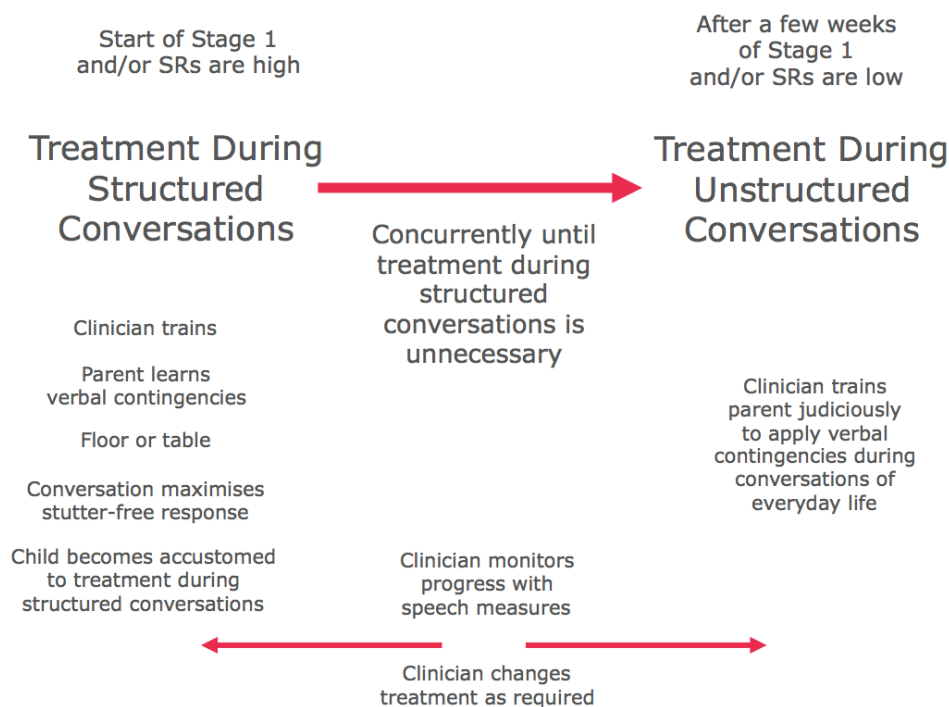 Start of Stage 1
and/or SRs are high
After a few weeks
of Stage 1
and/or SRs are low
Treatment During
Structured
Conversations
Treatment During
Unstructured
Conversations
Concurrently until
treatment during
structured
conversations is
unnecessary
Clinician trains
Parent learns
verbal contingencies
Floor or table
Conversation maximises
stutter-free response
Child becomes accustomed
to treatment during
structured conversations
Clinician trains
parent judiciously
to apply verbal
contingencies during
conversations of
everyday life
Clinician monitors
progress with
speech measures
Clinician changes
treatment as required